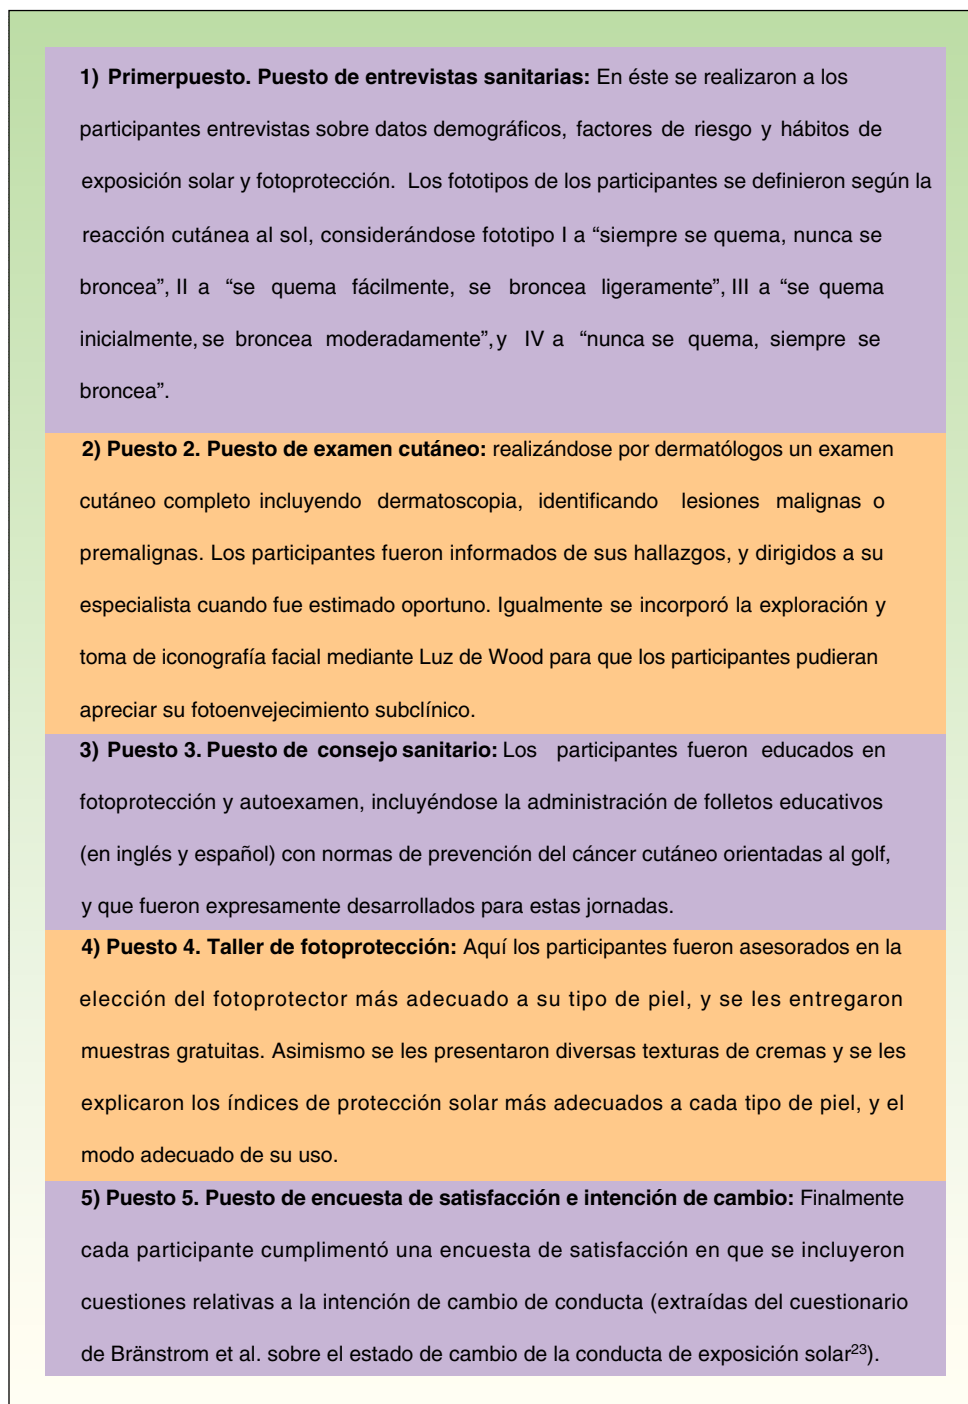 1) Primerpuesto. Puesto de entrevistas sanitarias: En éste se realizaron a los
participantes entrevistas sobre datos demográficos, factores de riesgo y hábitos de
exposición solar y fotoprotección. Los fototipos de los participantes se definieron según la
reacción cutánea al sol, considerándose fototipo I a “siempre se quema, nunca se
broncea”, II a “se quema fácilmente, se broncea ligeramente”, III a “se quema
inicialmente, se broncea moderadamente”, y IV a “nunca se quema, siempre se
broncea”.
2) Puesto 2. Puesto de examen cutáneo: realizándose por dermatólogos un examen
cutáneo completo incluyendo dermatoscopia, identificando lesiones malignas o
premalignas. Los participantes fueron informados de sus hallazgos, y dirigidos a su
especialista cuando fue estimado oportuno. Igualmente se incorporó la exploración y
toma de iconografía facial mediante Luz de Wood para que los participantes pudieran
apreciar su fotoenvejecimiento subclínico.
3) Puesto 3. Puesto de consejo sanitario: Los participantes fueron educados en
fotoprotección y autoexamen, incluyéndose la administración de folletos educativos
(en inglés y español) con normas de prevención del cáncer cutáneo orientadas al golf,
y que fueron expresamente desarrollados para estas jornadas.
4) Puesto 4. Taller de fotoprotección: Aquí los participantes fueron asesorados en la
elección del fotoprotector más adecuado a su tipo de piel, y se les entregaron
muestras gratuitas. Asimismo se les presentaron diversas texturas de cremas y se les
explicaron los índices de protección solar más adecuados a cada tipo de piel, y el
modo adecuado de su uso.
5) Puesto 5. Puesto de encuesta de satisfacción e intención de cambio: Finalmente
cada participante cumplimentó una encuesta de satisfacción en que se incluyeron
cuestiones relativas a la intención de cambio de conducta (extraídas del cuestionario
de Bränstrom et al. sobre el estado de cambio de la conducta de exposición solar²³).